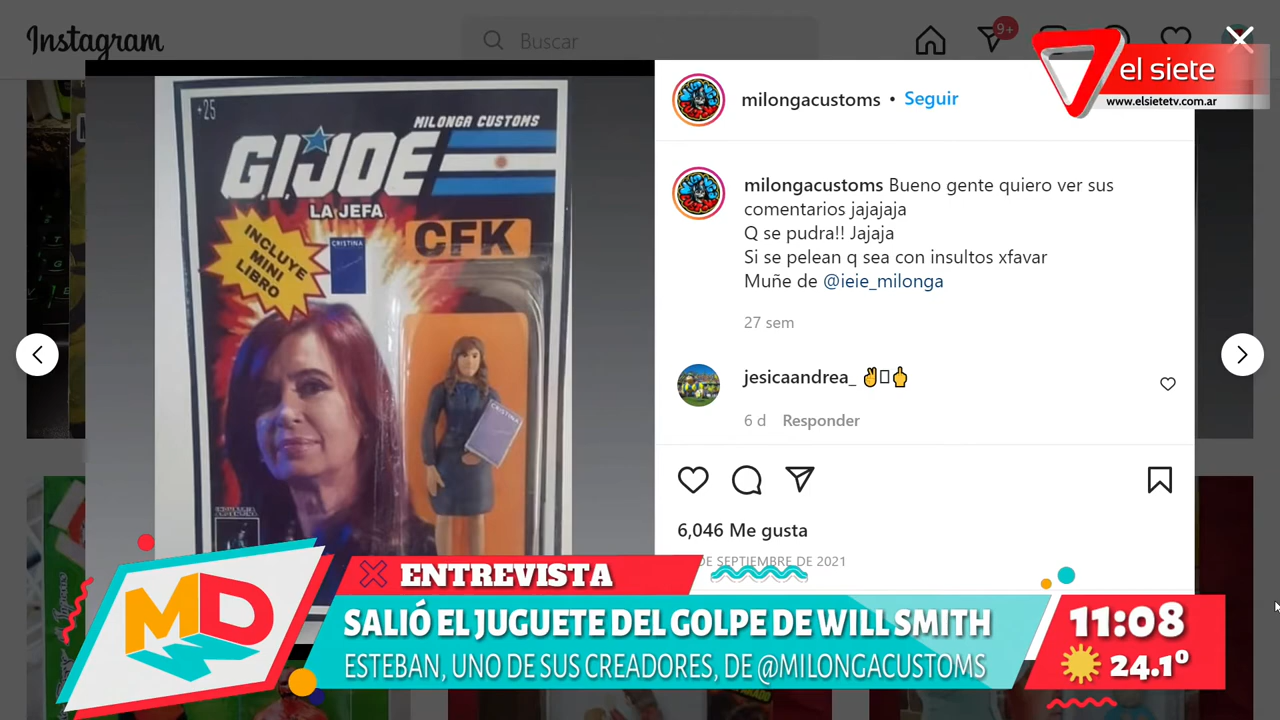 Instagram
Buscar
9+
el siete
www.elsietetv.com.ar
milongacustoms • Seguir
milongacustoms Bueno gente quiero ver sus
comentarios jajajaja
Q se pudra!! Jajaja
Si se pelean q sea con insultos xfavar
Muñe de @ieie_milonga
27 sem
jesicaandrea_
6 d Responder
6,046 Me gusta
DE SEPTIEMBRE DE 2021
+25
MILONGA CUSTOMS
G.I.JOE
LA JEFA
CFK
INCLUYE
MINI
LIBRO
CRISTINA
CRISTINA
MD
ENTREVISTA
SALIÓ EL JUGUETE DEL GOLPE DE WILL SMITH
ESTEBAN, UNO DE SUS CREADORES, DE @MILONGACUSTOMS
11:08
24.1º